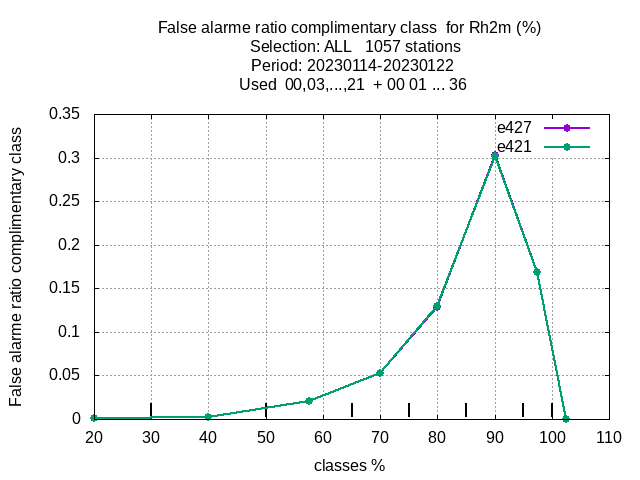 False alarme ratio complimentary class  for Rh2m (%)
Selection: ALL   1057 stations
Period: 20230114-20230122
Used  00,03,...,21  + 00 01 ... 36
e427
e421
0.35
0.3
0.25
0.2
0.15
0.1
0.05
0
False alarme ratio complimentary class
20 30 40 50 60 70 80 90 100 110
classes %